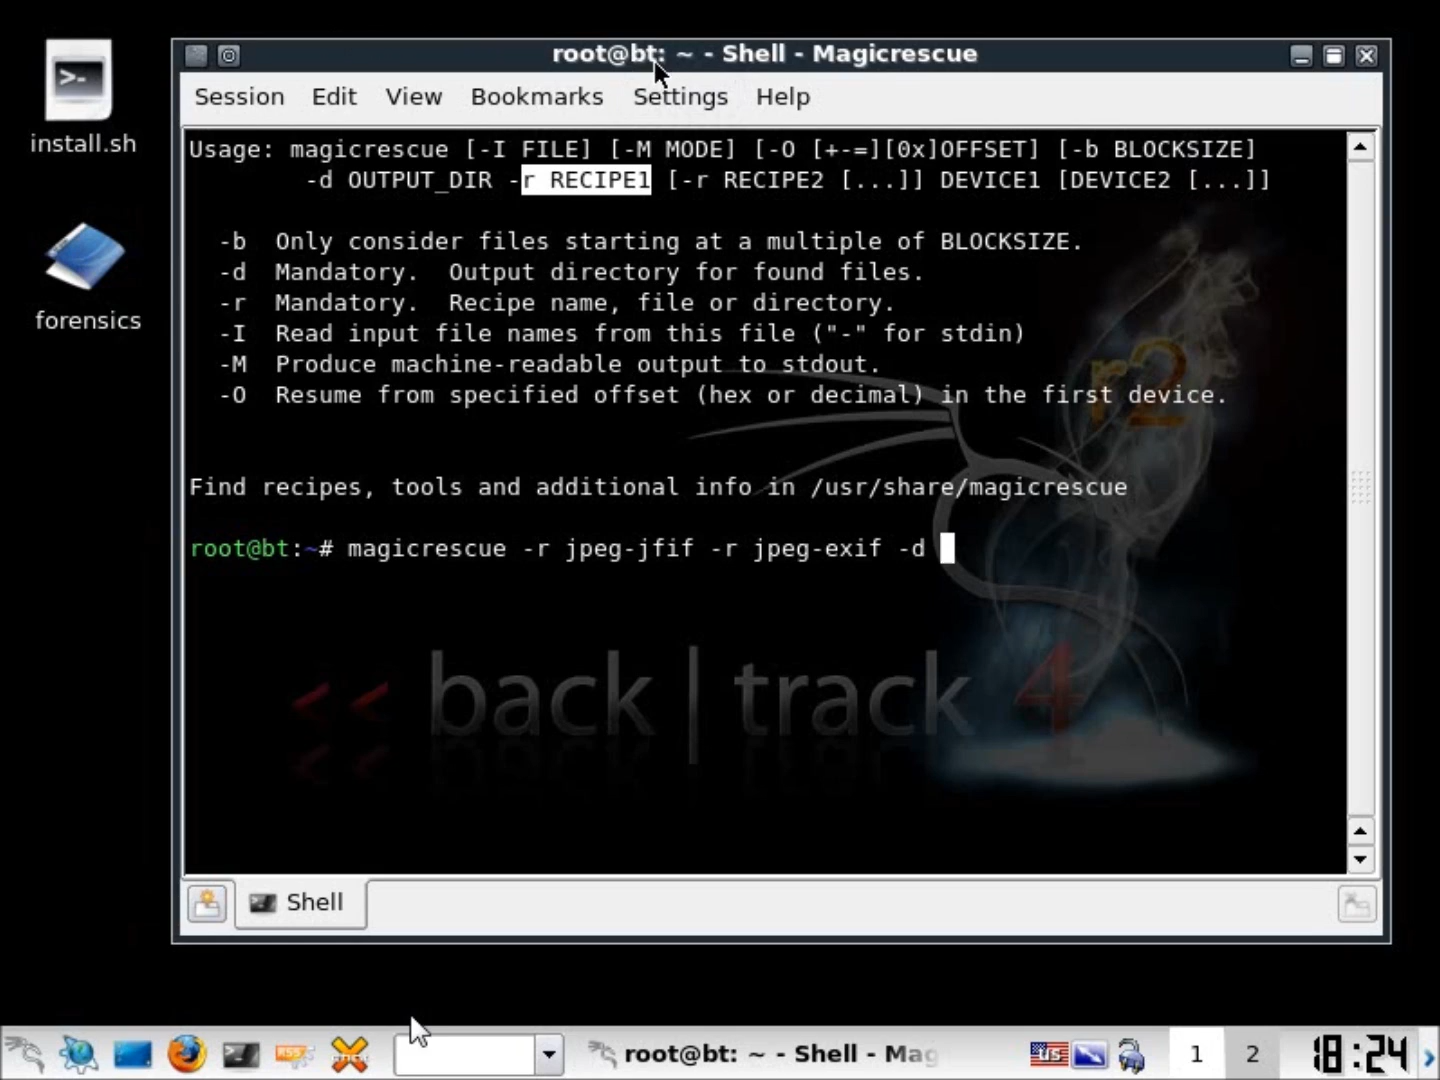 root@bt: ~ - Shell - Magicrescue
Session Edit View Bookmarks Settings Help
install.sh
forensics
Usage: magicrescue [-I FILE] [-M MODE] [-O [+-=][0x]OFFSET] [-b BLOCKSIZE]
-d OUTPUT_DIR -r RECIPE1 [-r RECIPE2 [...]] DEVICE1 [DEVICE2 [...]]
-b Only consider files starting at a multiple of BLOCKSIZE.
-d Mandatory. Output directory for found files.
-r Mandatory. Recipe name, file or directory.
-I Read input file names from this file ("-" for stdin)
-M Produce machine-readable output to stdout.
-O Resume from specified offset (hex or decimal) in the first device.
r2
Find recipes, tools and additional info in /usr/share/magicrescue
root@bt:~# magicrescue -r jpeg-jfif -r jpeg-exif -d
<< back | track 4
Shell
RSS
root@bt: ~ - Shell - Mag
us
1 2
18:24